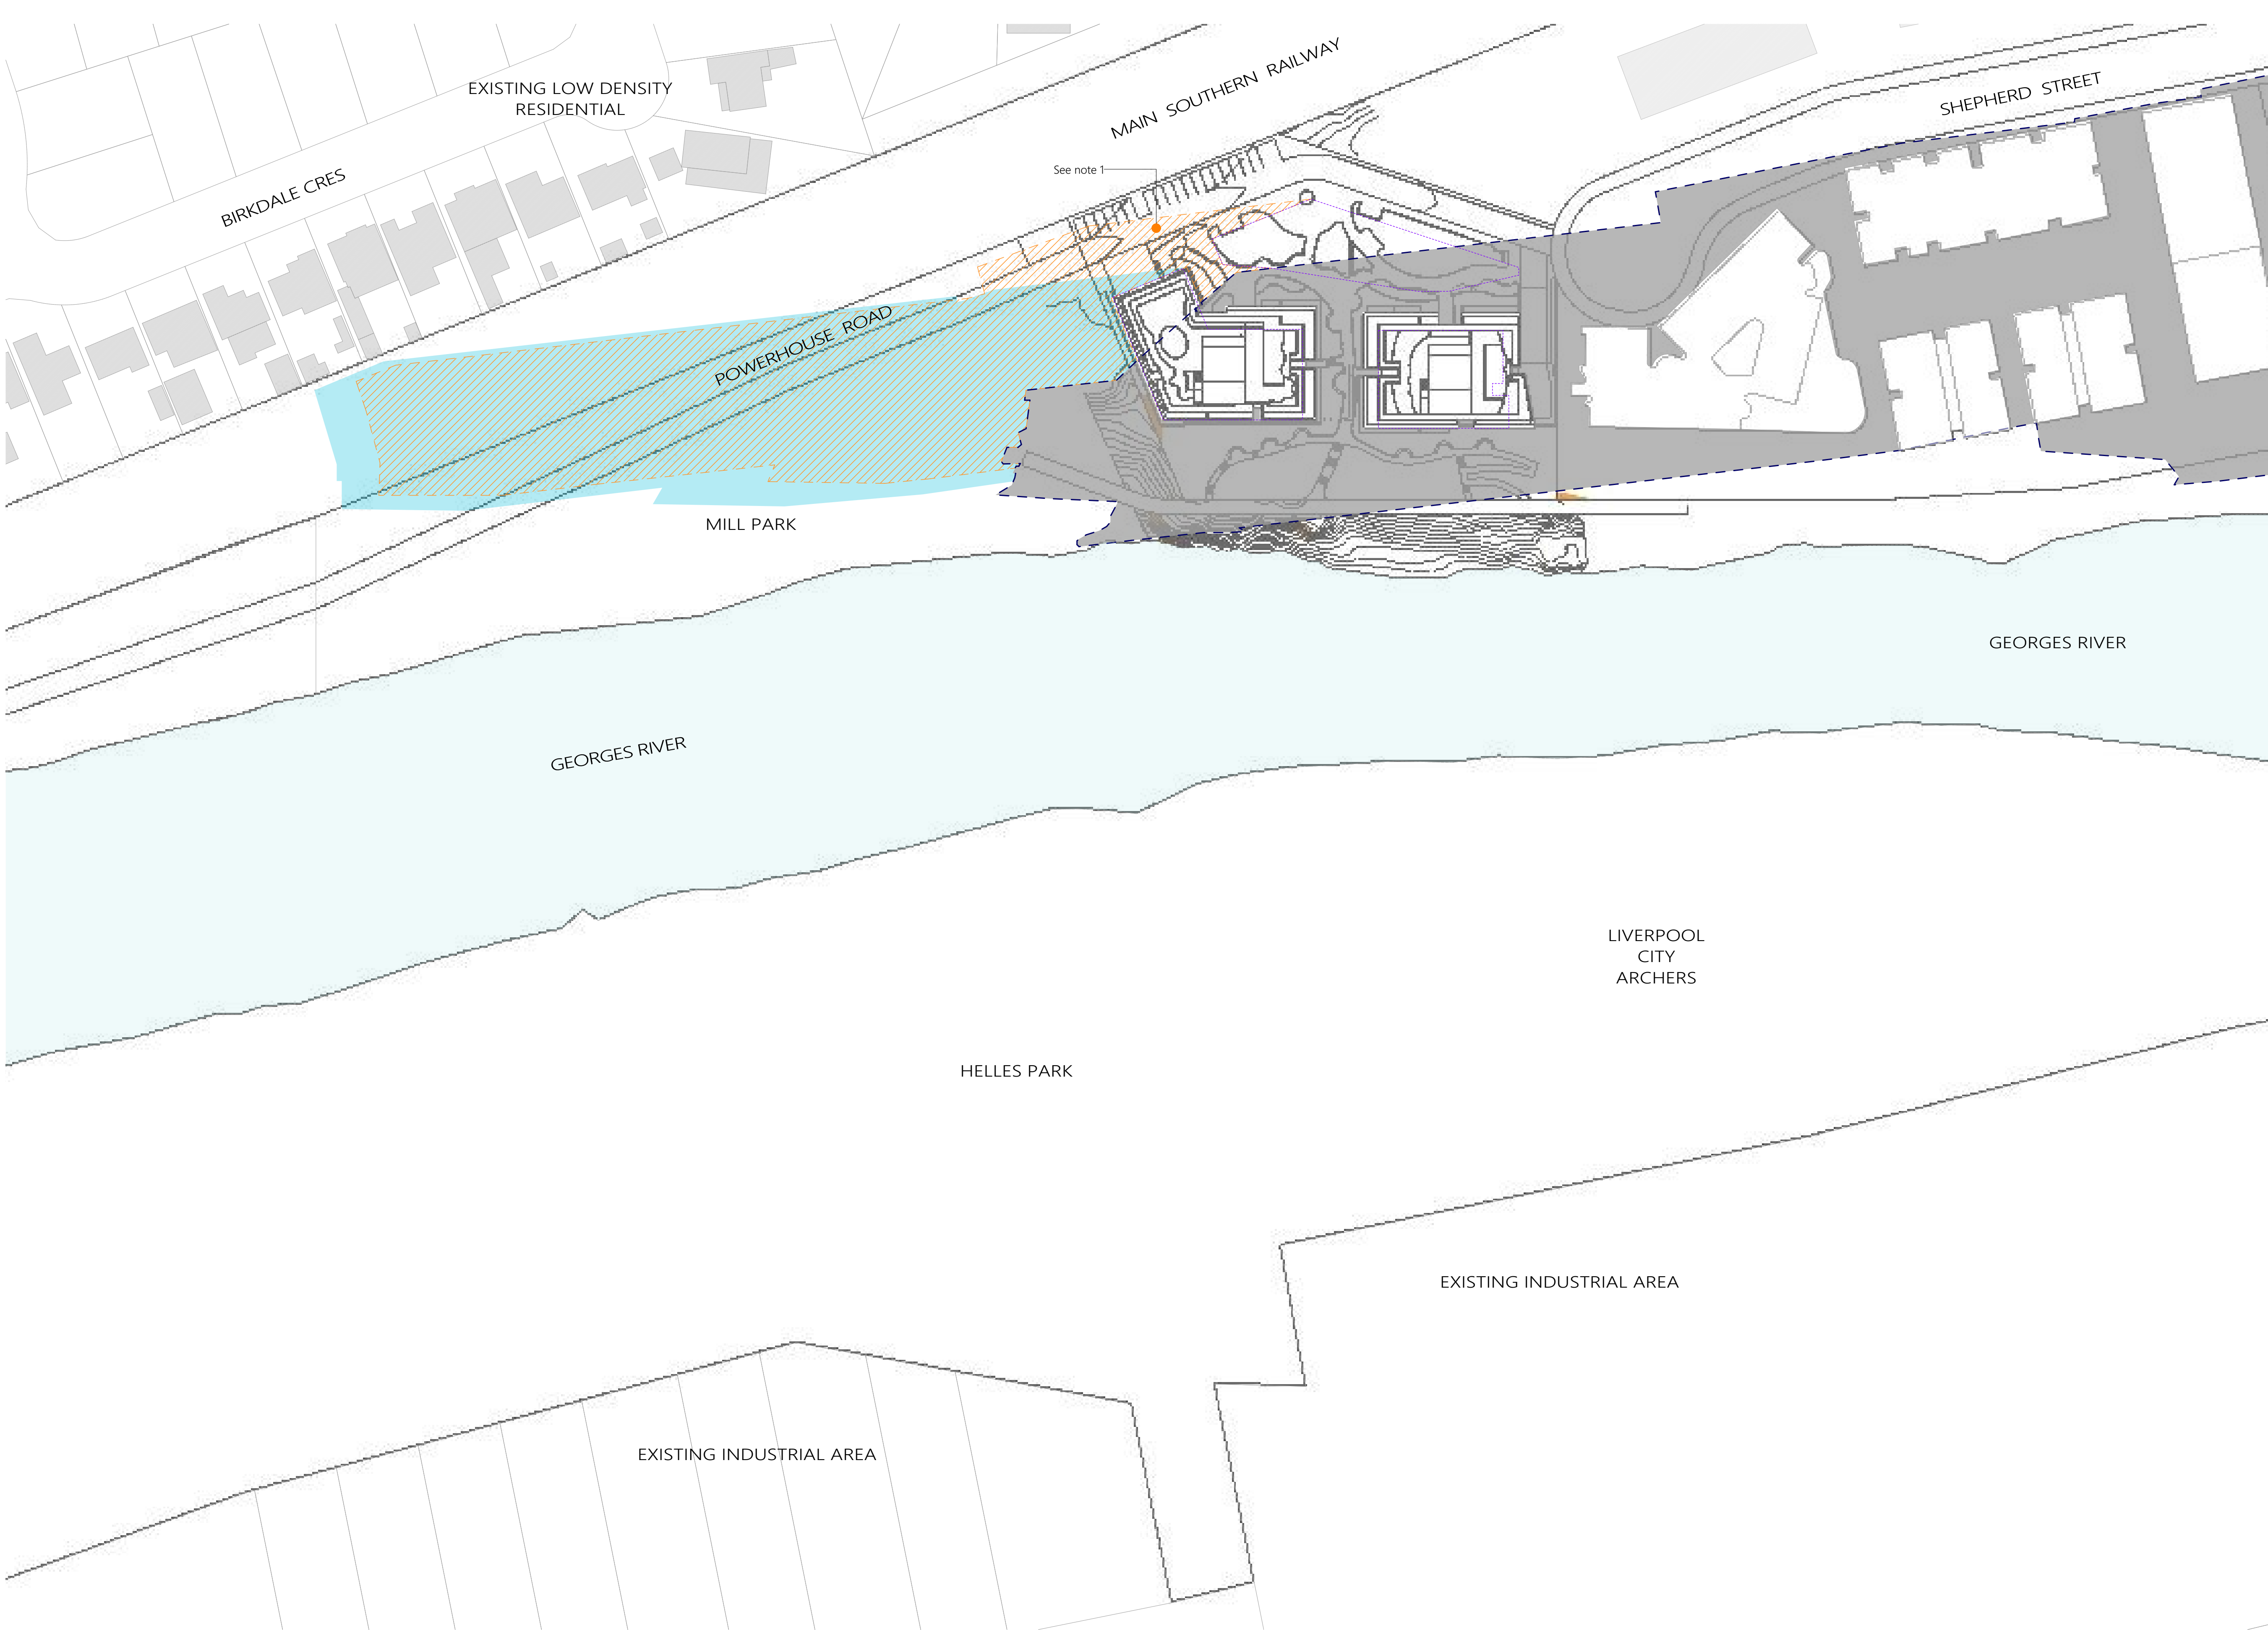 EXISTING LOW DENSITY
RESIDENTIAL
MAIN SOUTHERN RAILWAY
SHEPHERD STREET
BIRKDALE CRES
See note 1
POWERHOUSE ROAD
MILL PARK
GEORGES RIVER
GEORGES RIVER
LIVERPOOL
CITY
ARCHERS
HELLES PARK
EXISTING INDUSTRIAL AREA
EXISTING INDUSTRIAL AREA